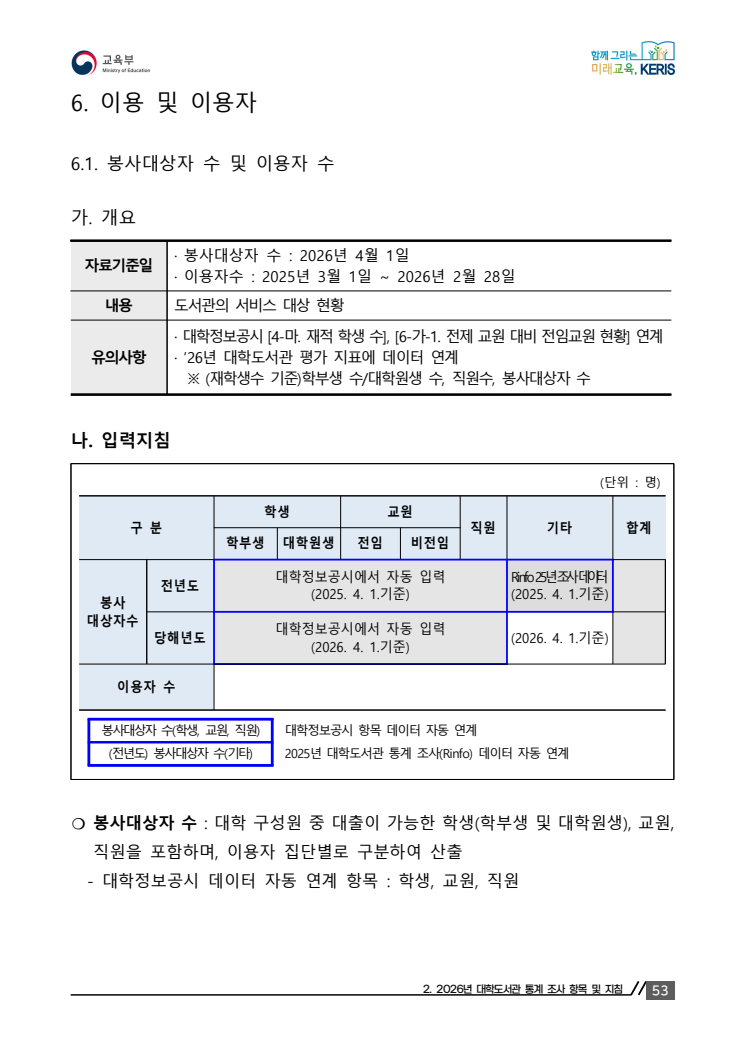 교육부
Ministry of Education
함께 그리는
미래교육, KERIS
6. 이용 및 이용자
6.1. 봉사대상자 수 및 이용자 수
가. 개요
자료기준일
· 봉사대상자 수 : 2026년 4월 1일
· 이용자수 : 2025년 3월 1일 ~ 2026년 2월 28일
내용
도서관의 서비스 대상 현황
유의사항
· 대학정보공시 [4-마. 재적 학생 수], [6-가-1. 전제 교원 대비 전임교원 현황] 연계
· ’26년 대학도서관 평가 지표에 데이터 연계
※ (재학생수 기준)학부생 수/대학원생 수, 직원수, 봉사대상자 수
나. 입력지침
(단위 : 명)
구 분 학생 교원 직원 기타 합계
학부생 대학원생 전임 비전임
봉사
대상자수
전년도
대학정보공시에서 자동 입력
(2025. 4. 1.기준)
Rinfo 25년조사데이터
(2025. 4. 1.기준)
당해년도
대학정보공시에서 자동 입력
(2026. 4. 1.기준)
(2026. 4. 1.기준)
이용자 수
봉사대상자 수(학생, 교원, 직원) 대학정보공시 항목 데이터 자동 연계
(전년도) 봉사대상자 수(기타) 2025년 대학도서관 통계 조사(Rinfo) 데이터 자동 연계
❍ 봉사대상자 수 : 대학 구성원 중 대출이 가능한 학생(학부생 및 대학원생), 교원,
직원을 포함하며, 이용자 집단별로 구분하여 산출
- 대학정보공시 데이터 자동 연계 항목 : 학생, 교원, 직원
2. 2026년 대학도서관 통계 조사 항목 및 지침 // 53